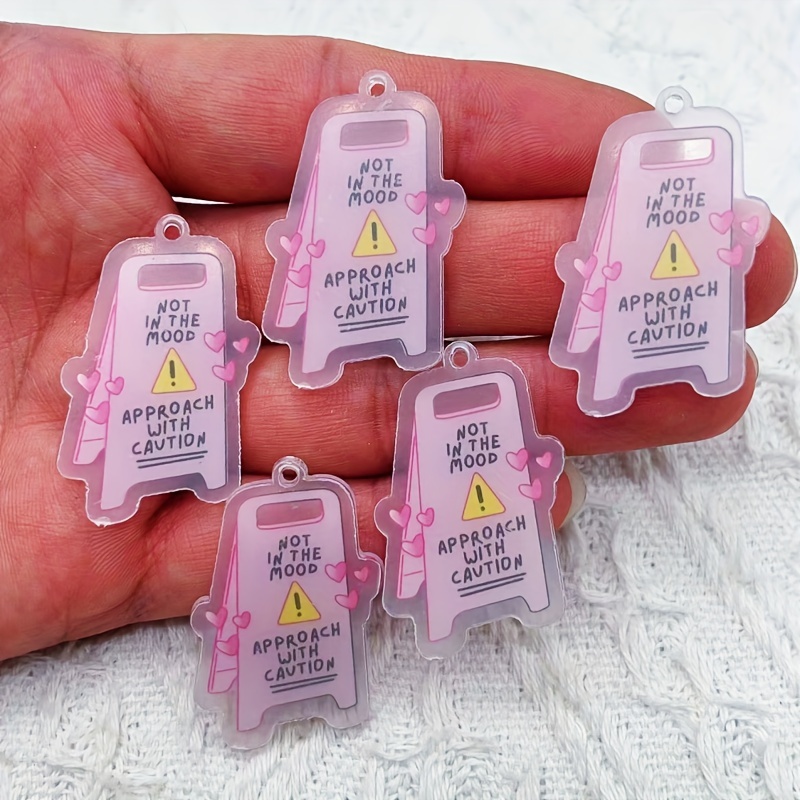 NOT
IN THE
MOOD
!
APPROACH
WITH
CAUTION
NOT
IN THE
MOOD
!
APPROACH
WITH
CAUTION
NOT
IN THE
MOOD
!
APPROACH
WITH
CAUTION
NOT
IN THE
MOOD
!
APPROACH
WITH
CAUTION
NOT
IN THE
MOOD
!
APPROACH
WITH
CAUTION